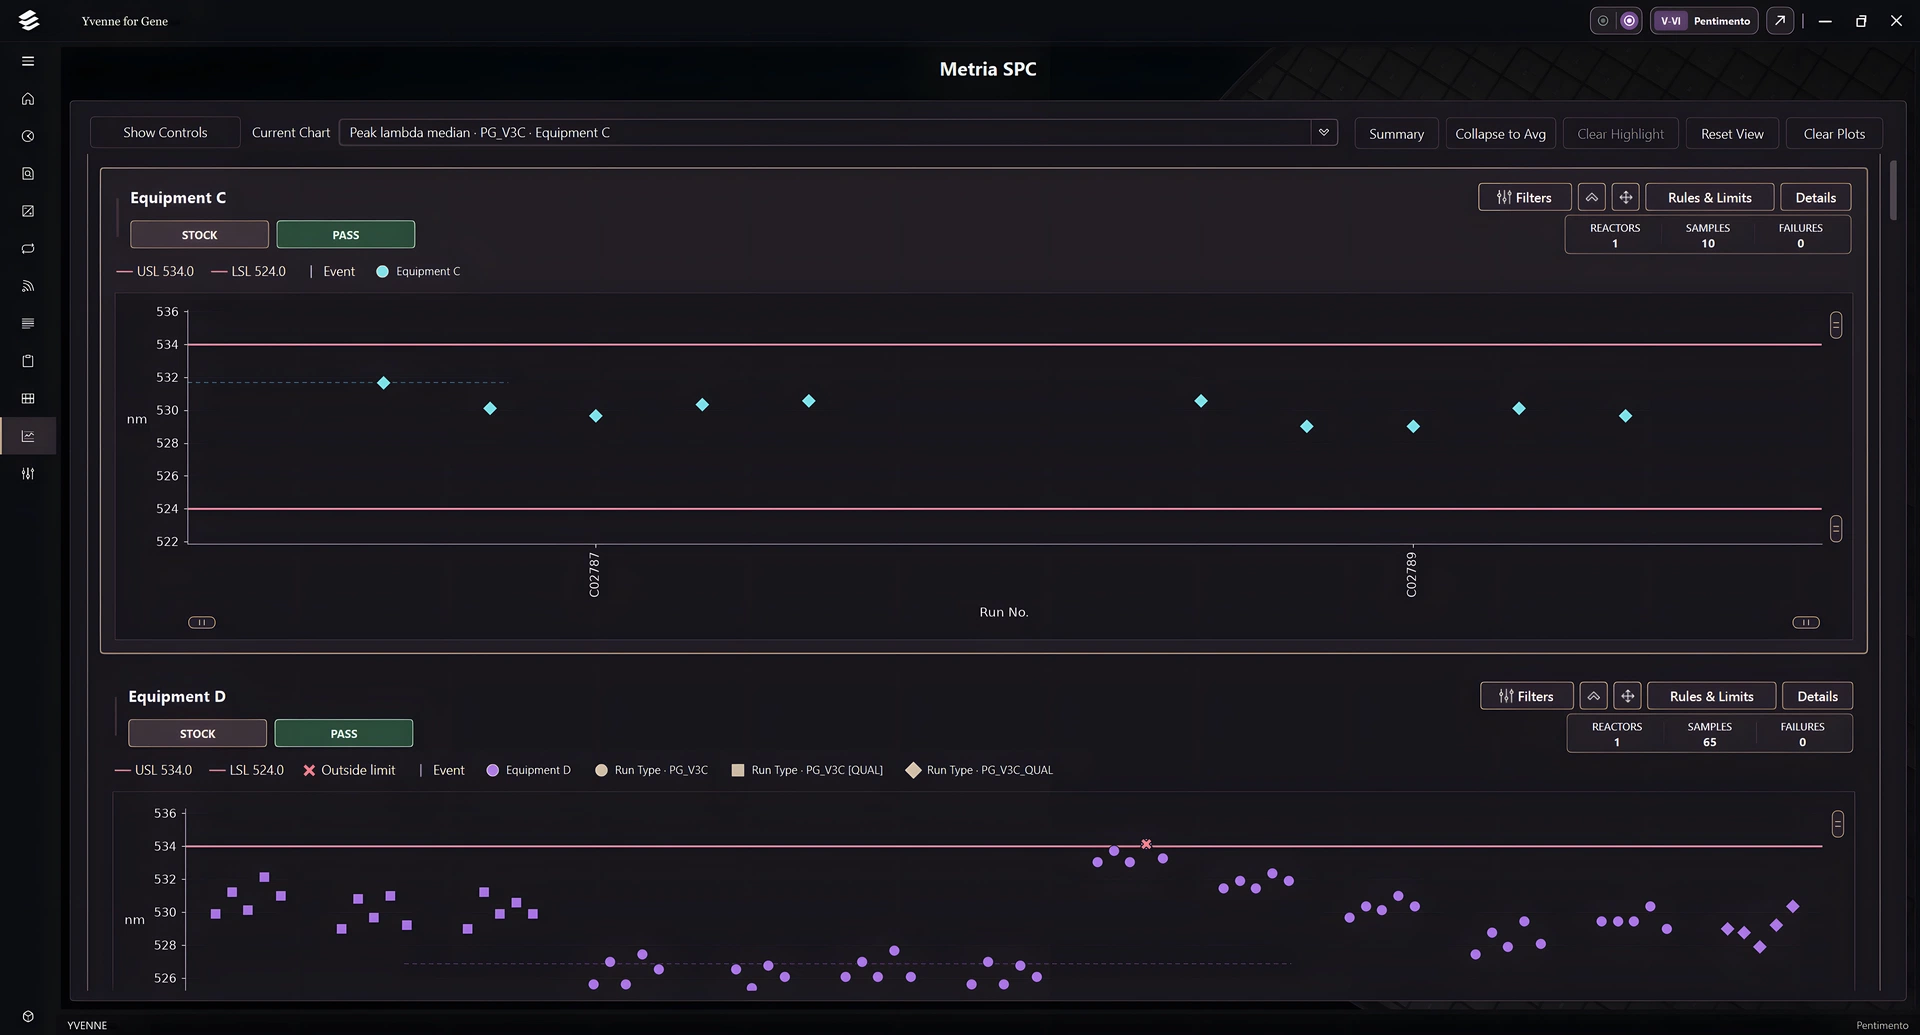 Yvenne for Gene
V-VI Pentimento
Metria SPC
Show Controls Current Chart Peak lambda median · PG_V3C · Equipment C Summary Collapse to Avg Clear Highlight Reset View Clear Plots
Equipment C Filters Rules & Limits Details
STOCK PASS
REACTORS SAMPLES FAILURES
1 10 0
USL 534.0 LSL 524.0 | Event Equipment C
536
534
532
530
nm
528
526
524
522
C02787 C02789
Run No.
Equipment D Filters Rules & Limits Details
STOCK PASS
REACTORS SAMPLES FAILURES
1 65 0
USL 534.0 LSL 524.0 Outside limit | Event Equipment D Run Type · PG_V3C Run Type · PG_V3C [QUAL] Run Type · PG_V3C_QUAL
536
534
532
530
nm
528
526
YVENNE Pentimento